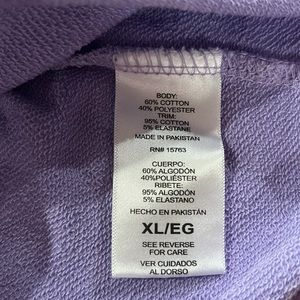 BODY:
60% COTTON
40% POLYESTER
TRIM:
95% COTTON
5% ELASTANE
MADE IN PAKISTAN
RN# 15763
CUERPO:
60% ALGODÓN
40%POLIÉSTER
RIBETE:
95% ALGODÓN
5% ELASTANO
HECHO EN PAKISTÁN
XL/EG
SEE REVERSE
FOR CARE
VER CUIDADOS
AL DORSO